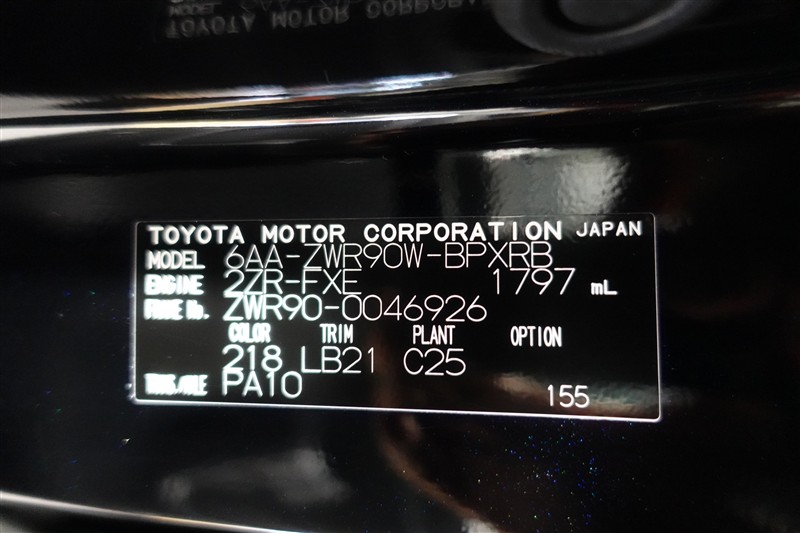 TOYOTA MOTOR CORPORATION JAPAN
MODEL 6AA-ZWR90W-BPXRB
ENGINE 2ZR-FXE 1797 mL
FRAME No. ZWR90-0046926
COLOR TRIM PLANT OPTION
218 LB21 C25
TRANS./AXLE PA10
155